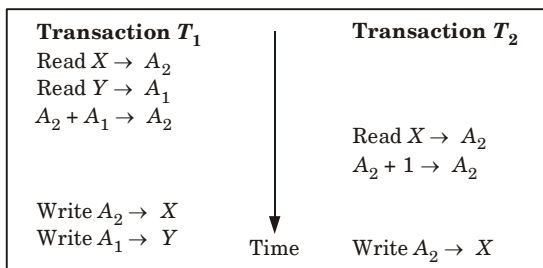 Transaction T₁ Transaction T₂
Read X → A₂
Read Y → A₁
A₂ + A₁ → A₂
Read X → A₂
A₂ + 1 → A₂
Write A₂ → X
Write A₁ → Y
Time Write A₂ → X